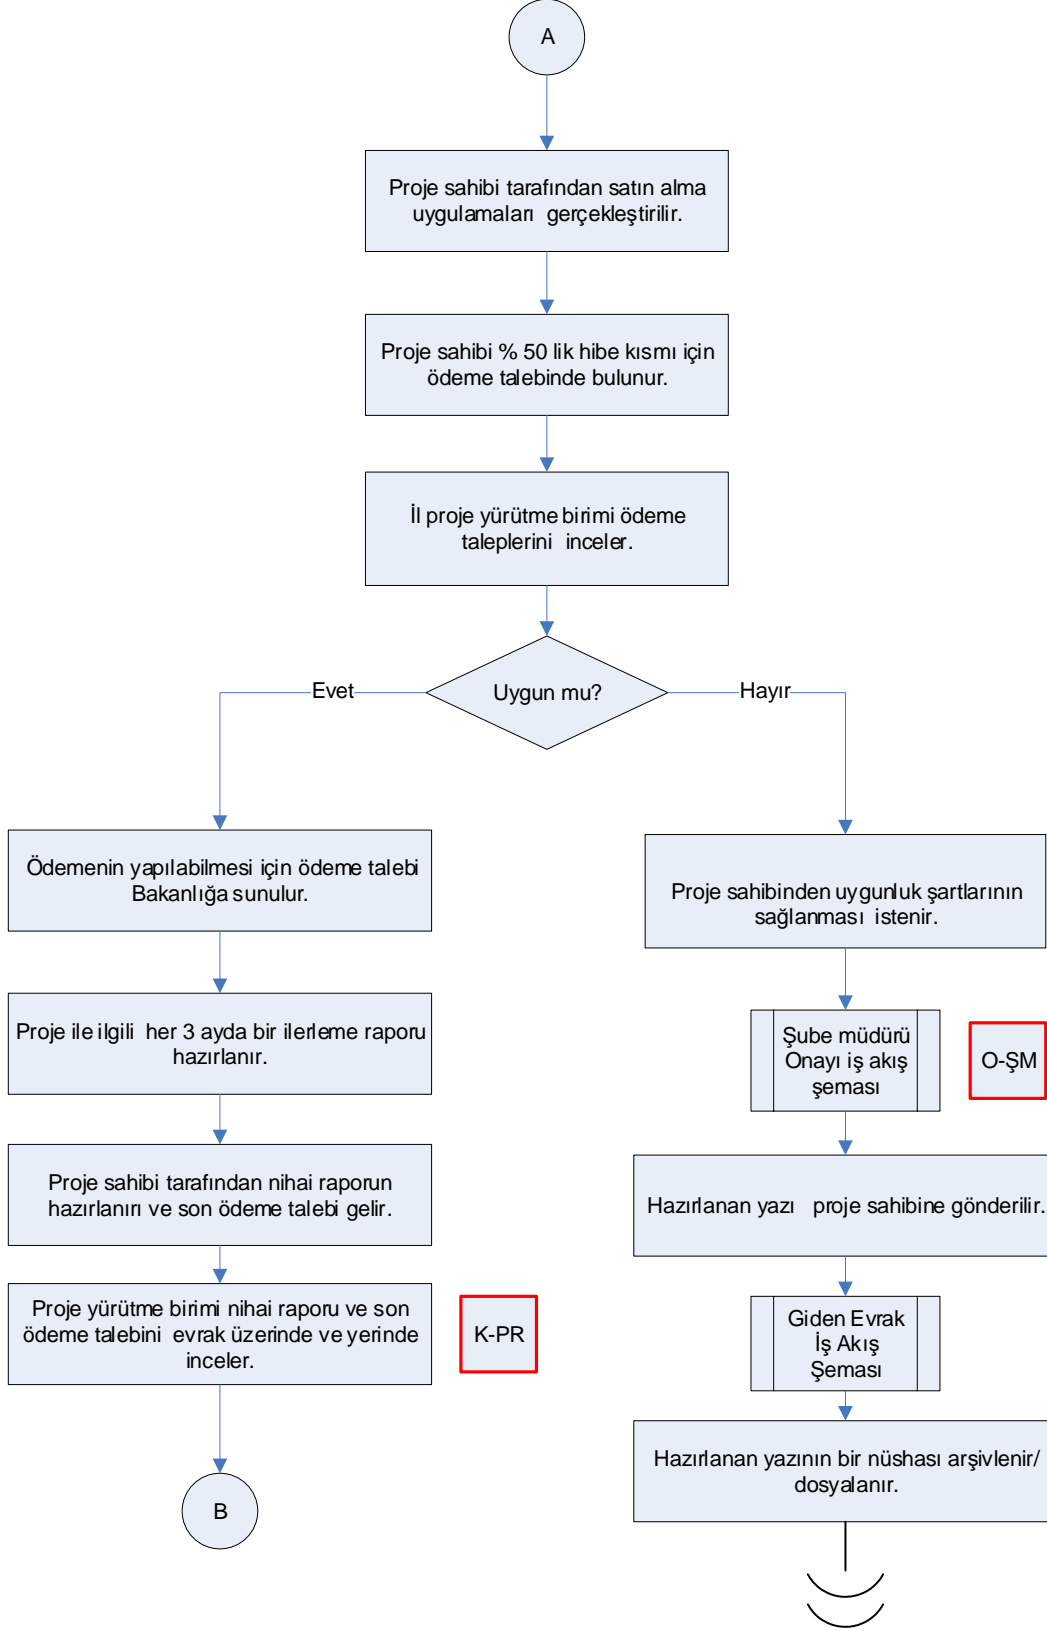 A
Proje sahibi tarafından satın alma
uygulamaları gerçekleştirilir.
Proje sahibi % 50 lik hibe kısmı için
ödeme talebinde bulunur.
İl proje yürütme birimi ödeme
taleplerini inceler.
Uygun mu?
Evet
Hayır
Ödemenin yapılabilmesi için ödeme talebi
Bakanlığa sunulur.
Proje ile ilgili her 3 ayda bir ilerleme raporu
hazırlanır.
Proje sahibi tarafından nihai raporun
hazırlanırı ve son ödeme talebi gelir.
Proje yürütme birimi nihai raporu ve son
ödeme talebini evrak üzerinde ve yerinde
inceler.
K-PR
B
Proje sahibinden uygunluk şartlarının
sağlanması istenir.
Şube müdürü
Onayı iş akış
şeması
O-ŞM
Hazırlanan yazı proje sahibine gönderilir.
Giden Evrak
İş Akış
Şeması
Hazırlanan yazının bir nüshası arşivlenir/
dosyalanır.